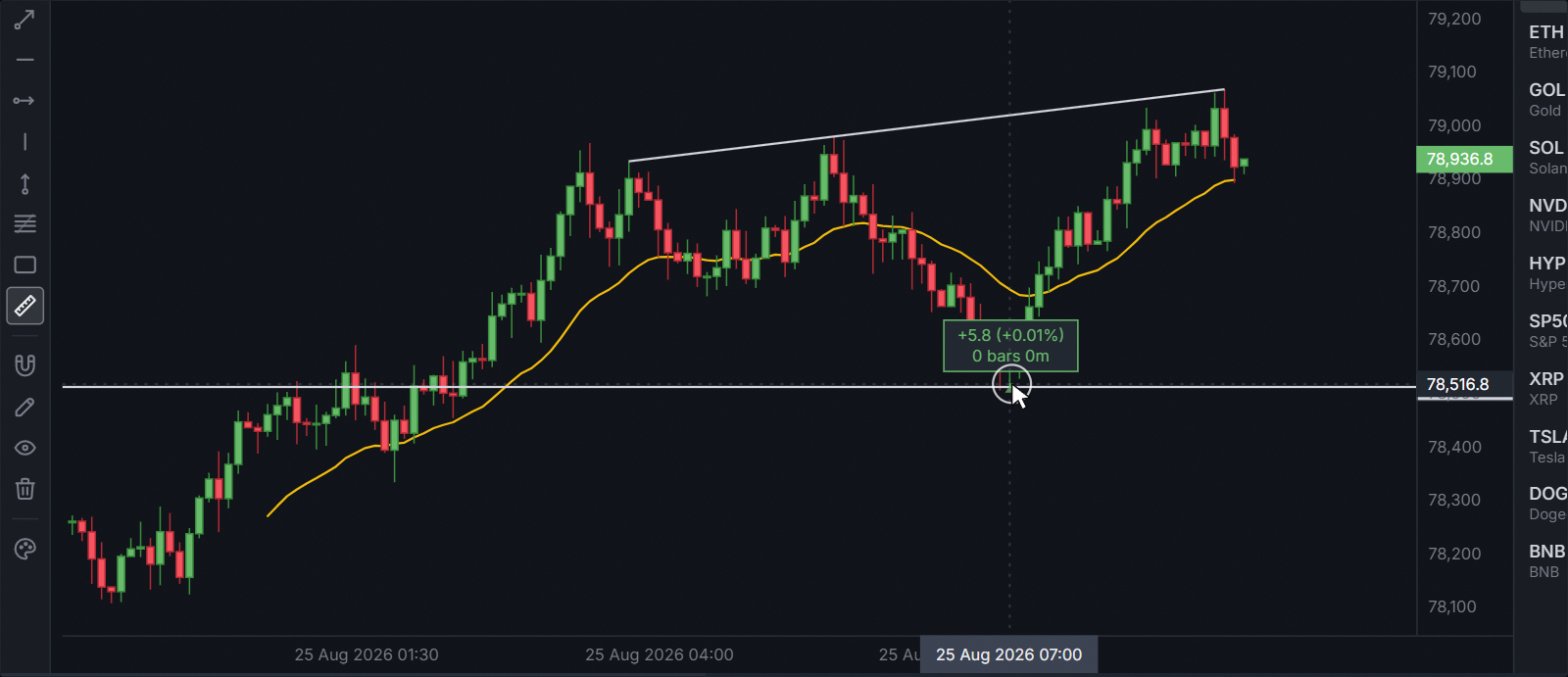 79,200
79,100
79,000
78,936.8
78,900
78,800
78,700
78,600
78,516.8
78,400
78,300
78,200
78,100
+5.8 (+0.01%)
0 bars 0m
25 Aug 2026 01:30
25 Aug 2026 04:00
25 Au
25 Aug 2026 07:00
ETH
Ether
GOL
Gold
SOL
Solan
NVD
NVIDI
HYP
Hype
SP50
S&P 5
XRP
XRP
TSLA
Tesla
DOG
Doge
BNB
BNB